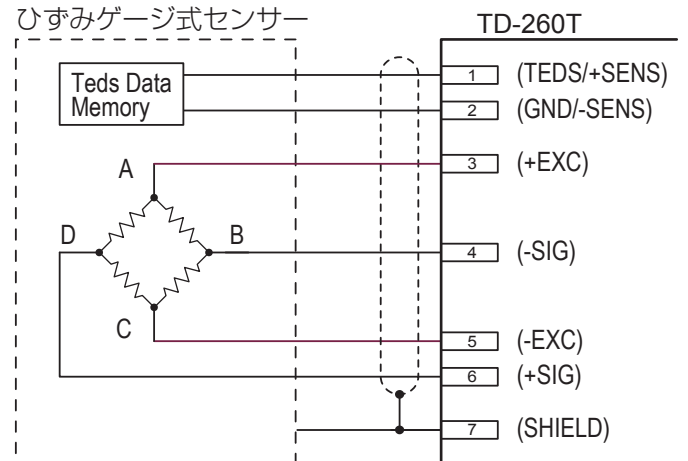 ひずみゲージ式センサー
TD-260T
Teds Data
Memory
1 (TEDS/+SENS)
2 (GND/-SENS)
A
3 (+EXC)
D
B
4 (-SIG)
C
5 (-EXC)
6 (+SIG)
7 (SHIELD)